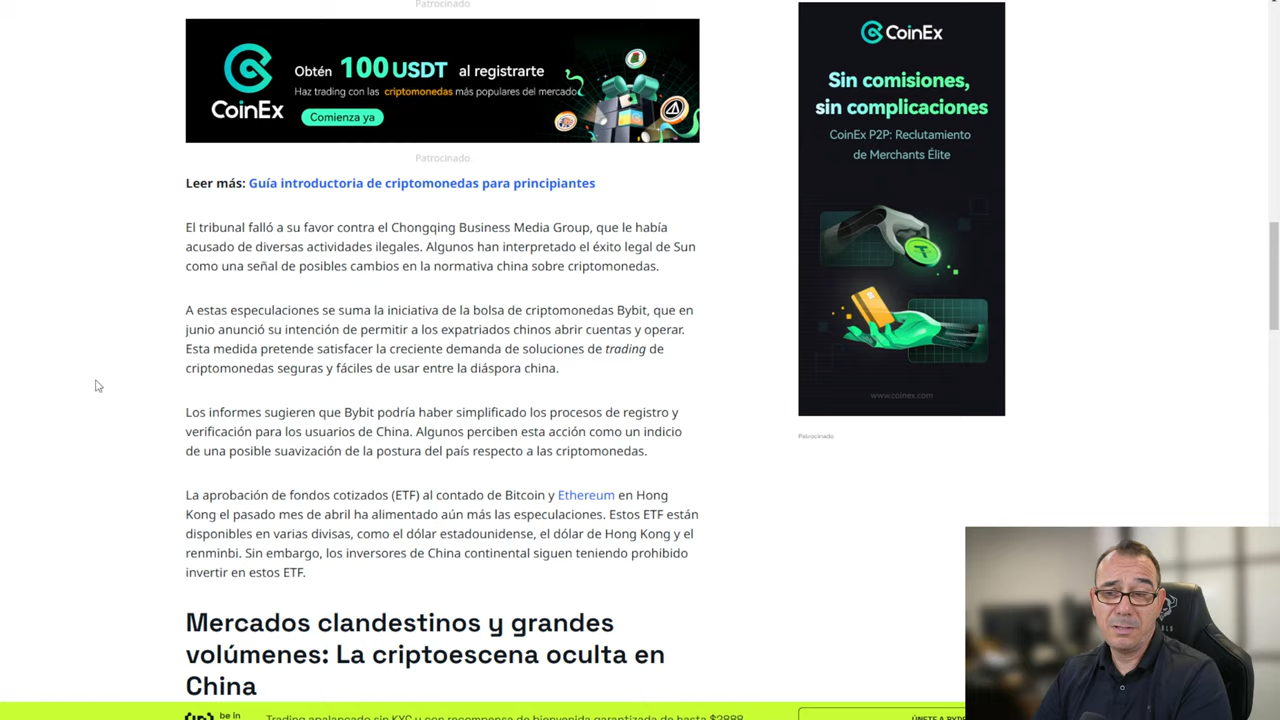 Patrocinado
CoinEx
Obtén 100 USDT al registrarte
Haz trading con las criptomonedas más populares del mercado
Comienza ya
Patrocinado
Leer más: Guía introductoria de criptomonedas para principiantes
El tribunal falló a su favor contra el Chongqing Business Media Group, que le había
acusado de diversas actividades ilegales. Algunos han interpretado el éxito legal de Sun
como una señal de posibles cambios en la normativa china sobre criptomonedas.
A estas especulaciones se suma la iniciativa de la bolsa de criptomonedas Bybit, que en
junio anunció su intención de permitir a los expatriados chinos abrir cuentas y operar.
Esta medida pretende satisfacer la creciente demanda de soluciones de trading de
criptomonedas seguras y fáciles de usar entre la diáspora china.
Los informes sugieren que Bybit podría haber simplificado los procesos de registro y
verificación para los usuarios de China. Algunos perciben esta acción como un indicio
de una posible suavización de la postura del país respecto a las criptomonedas.
La aprobación de fondos cotizados (ETF) al contado de Bitcoin y Ethereum en Hong
Kong el pasado mes de abril ha alimentado aún más las especulaciones. Estos ETF están
disponibles en varias divisas, como el dólar estadounidense, el dólar de Hong Kong y el
renminbi. Sin embargo, los inversores de China continental siguen teniendo prohibido
invertir en estos ETF.
Mercados clandestinos y grandes
volúmenes: La criptoescena oculta en
China
CoinEx
Sin comisiones,
sin complicaciones
CoinEx P2P: Reclutamiento
de Merchants Élite
www.coinex.com
Patrocinado
be In
Trading apalancado sin KYC y con recompensa de bienvenida garantizada de hasta $2888